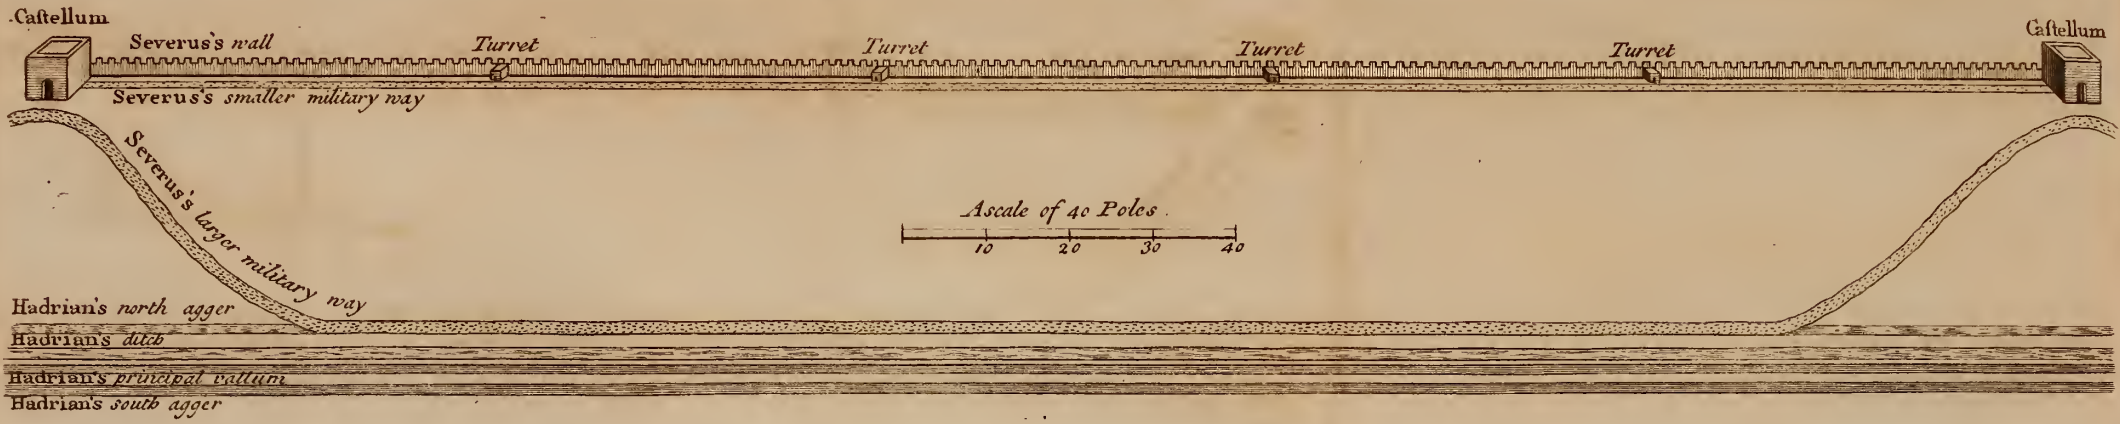 Caſtellum
Severus's wall
Turret
Turret
Turret
Turret
Caſtellum
Severus's smaller military way
Severus's larger military way
A scale of 40 Poles.
10 20 30 40
Hadrian's north agger
Hadrian's ditch
Hadrian's principal vallum
Hadrian's south agger